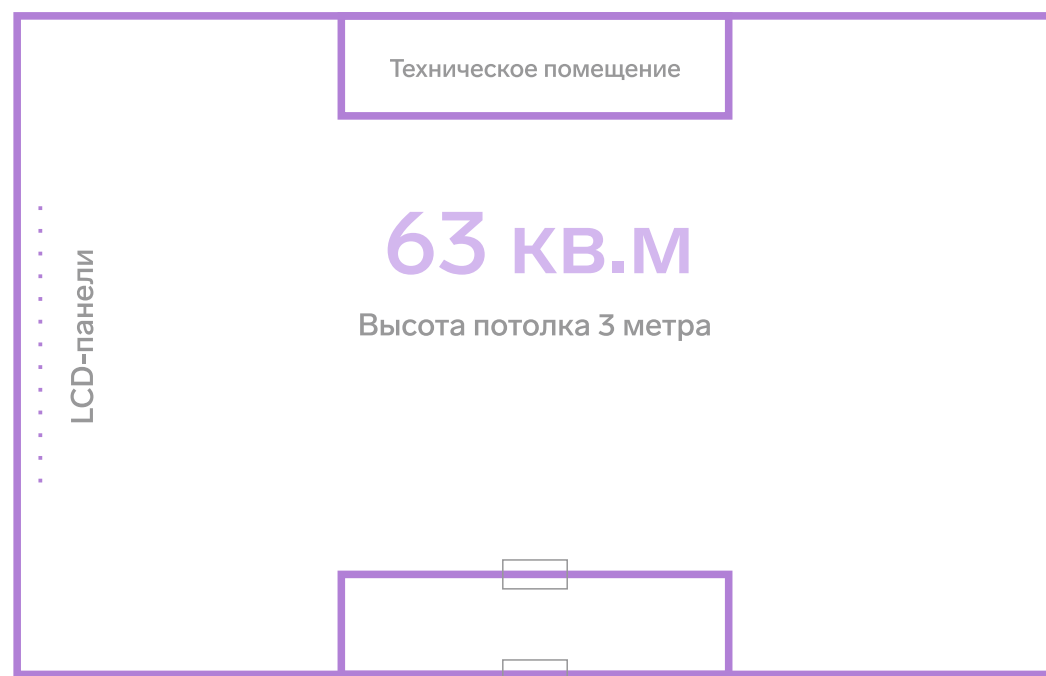 Техническое помещение
63 кв.м
Высота потолка 3 метра
LCD-панели